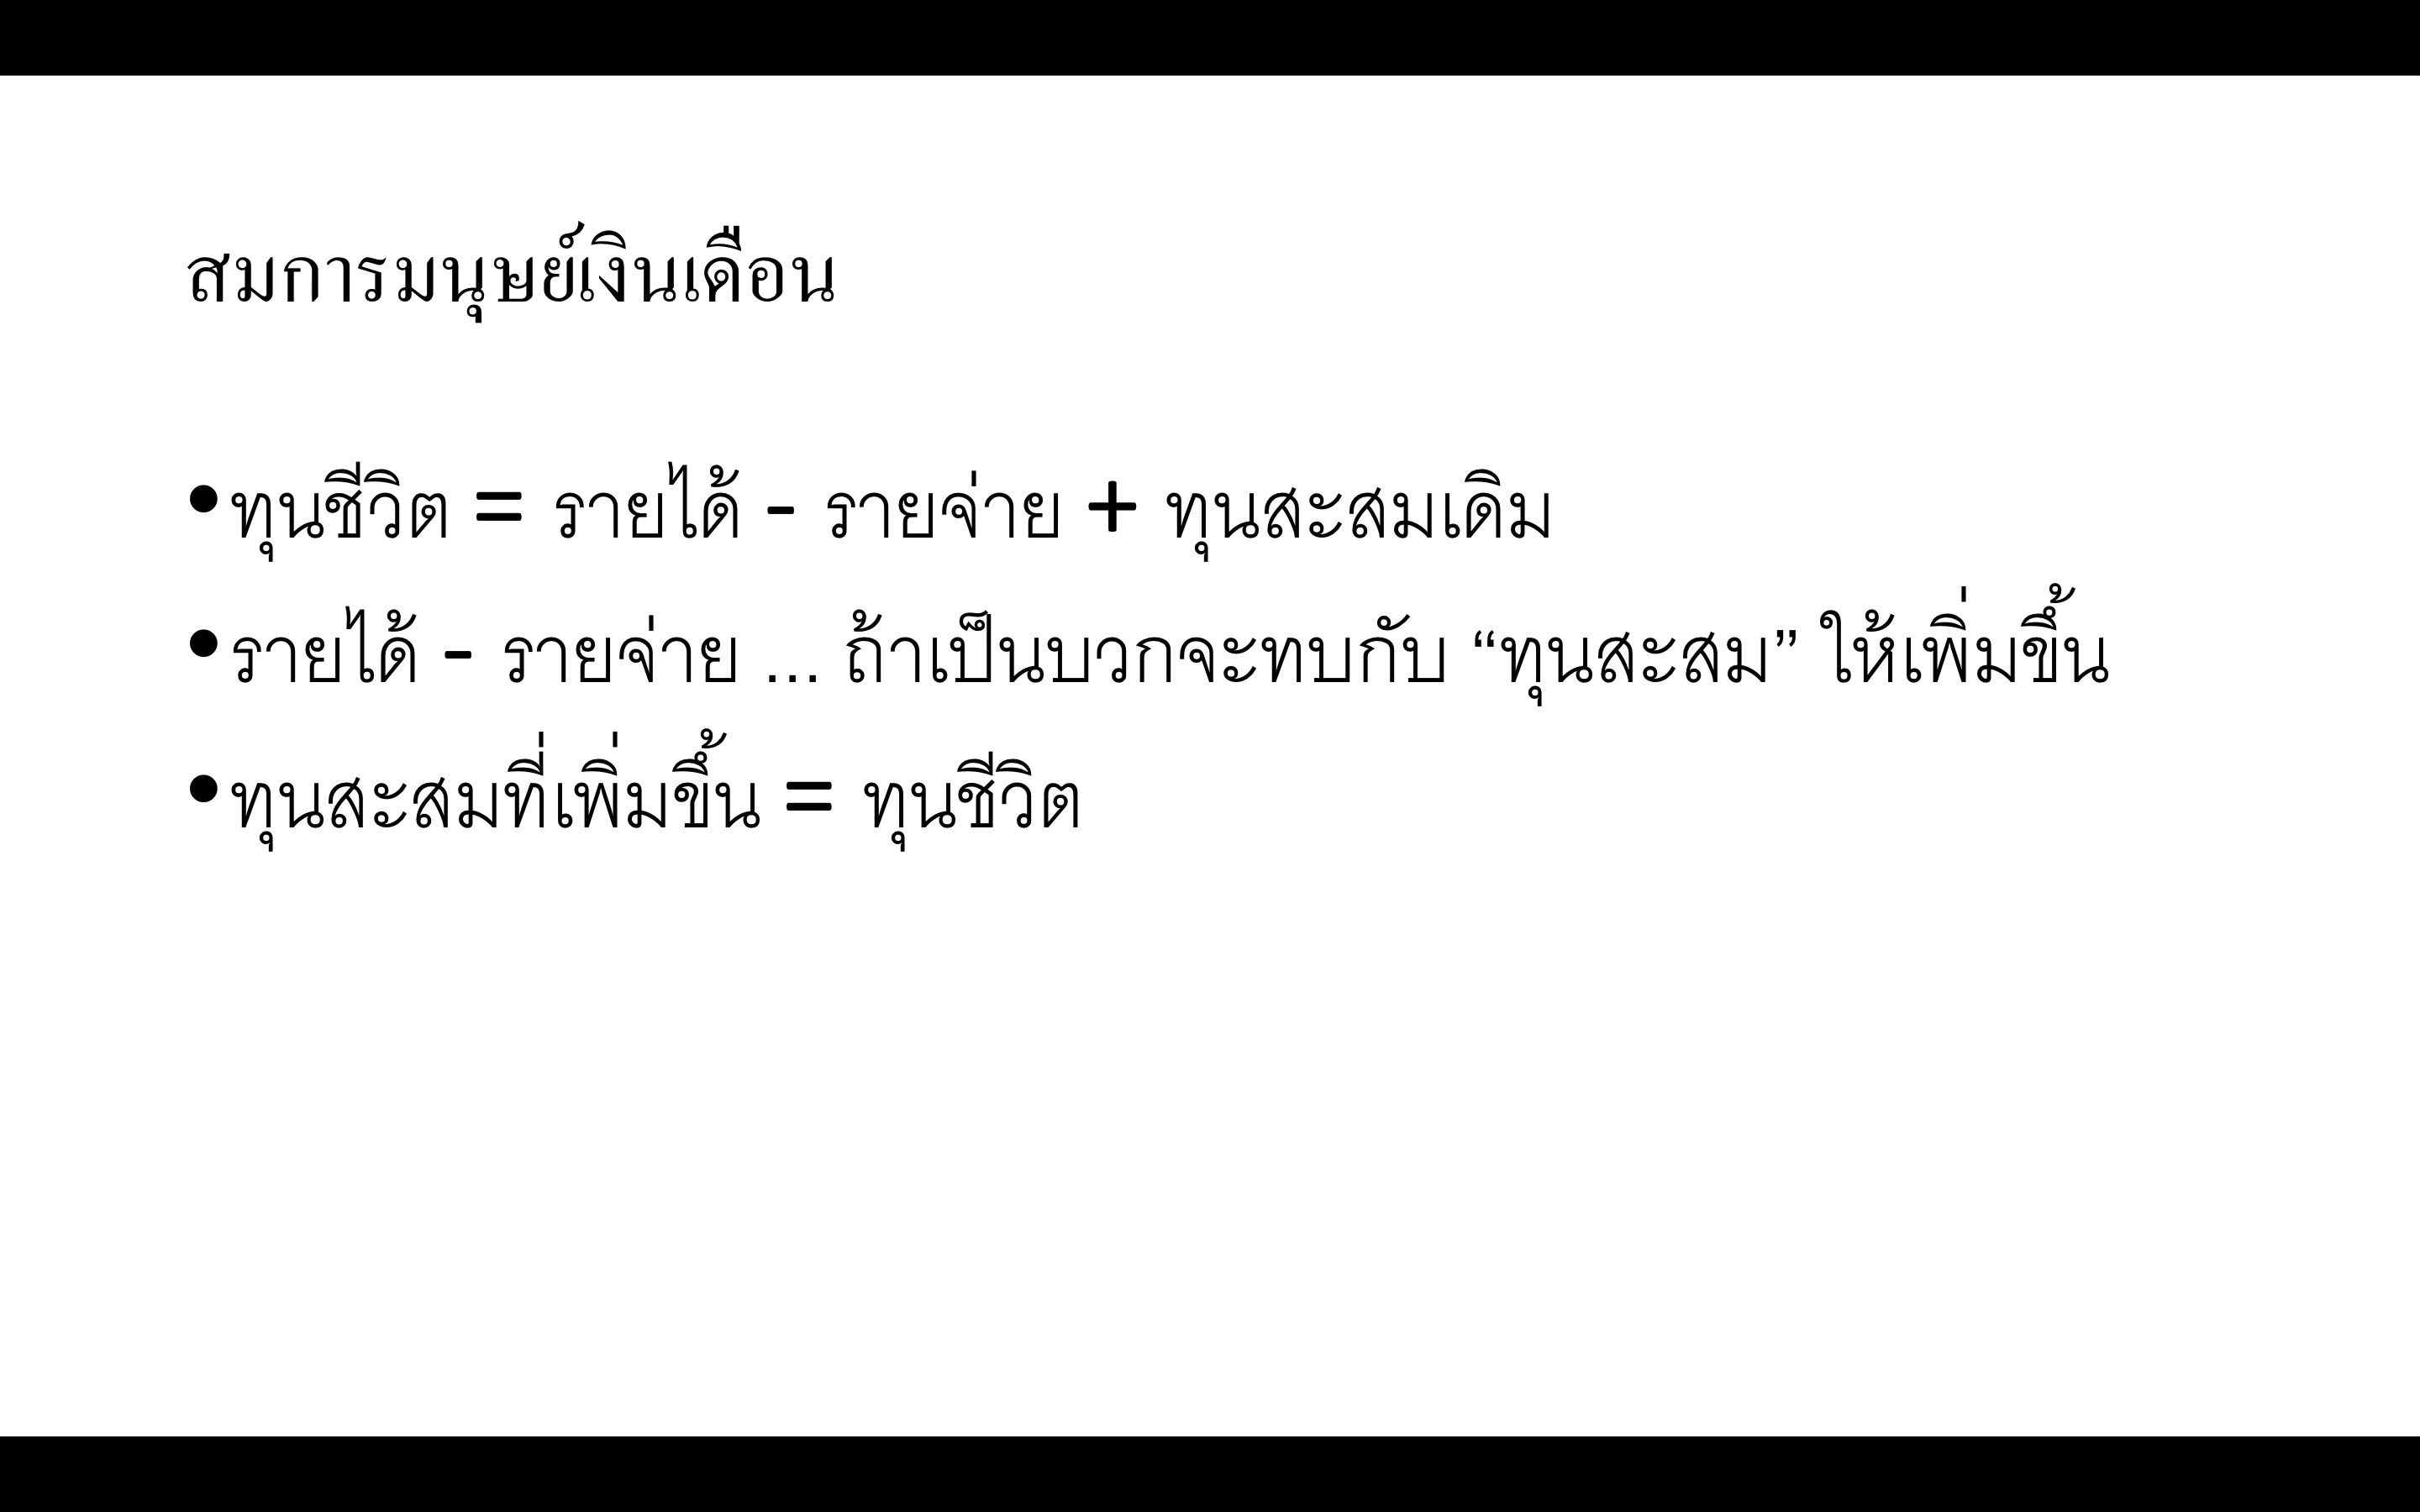 สมการมนุษย์เงินเดือน
•ทุนชีวิต = รายได้ - รายจ่าย + ทุนสะสมเดิม
•รายได้ - รายจ่าย ... ถ้าเป็นบวกจะทบกับ “ทุนสะสม” ให้เพิ่มขึ้น
•ทุนสะสมที่เพิ่มขึ้น = ทุนชีวิต